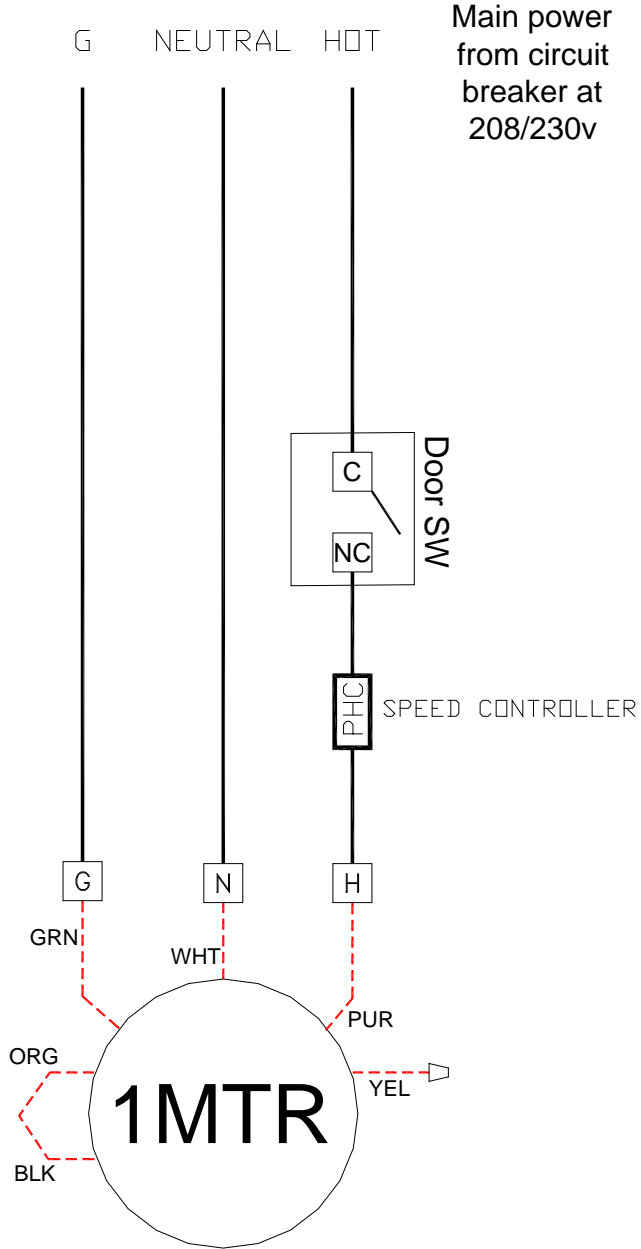 G NEUTRAL HOT
Main power
from circuit
breaker at
208/230v
C
Door SW
NC
PHC
SPEED CONTROLLER
G
N
H
GRN
WHT
PUR
ORG
YEL
1MTR
BLK